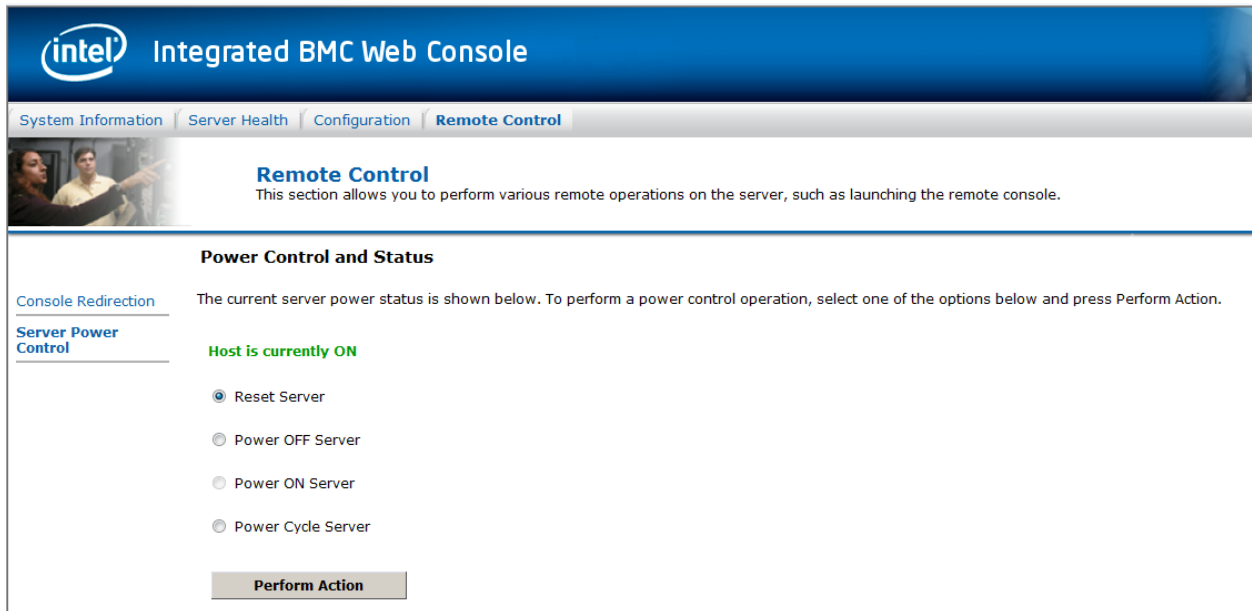 intel Integrated BMC Web Console
System Information
Server Health
Configuration
Remote Control
Remote Control
This section allows you to perform various remote operations on the server, such as launching the remote console.
Console Redirection
Server Power
Control
Power Control and Status
The current server power status is shown below. To perform a power control operation, select one of the options below and press Perform Action.
Host is currently ON
Reset Server
Power OFF Server
Power ON Server
Power Cycle Server
Perform Action